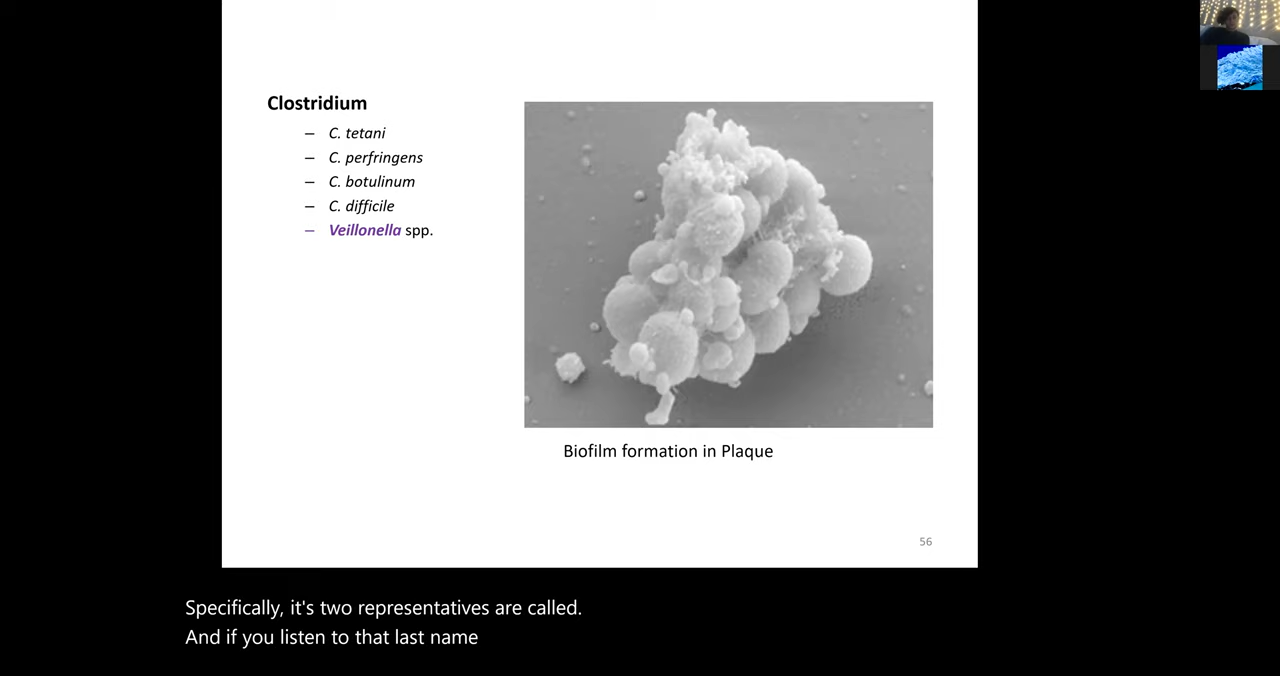 Clostridium
– C. tetani
– C. perfringens
– C. botulinum
– C. difficile
– Veillonella spp.
Biofilm formation in Plaque
56
Specifically, it's two representatives are called.
And if you listen to that last name